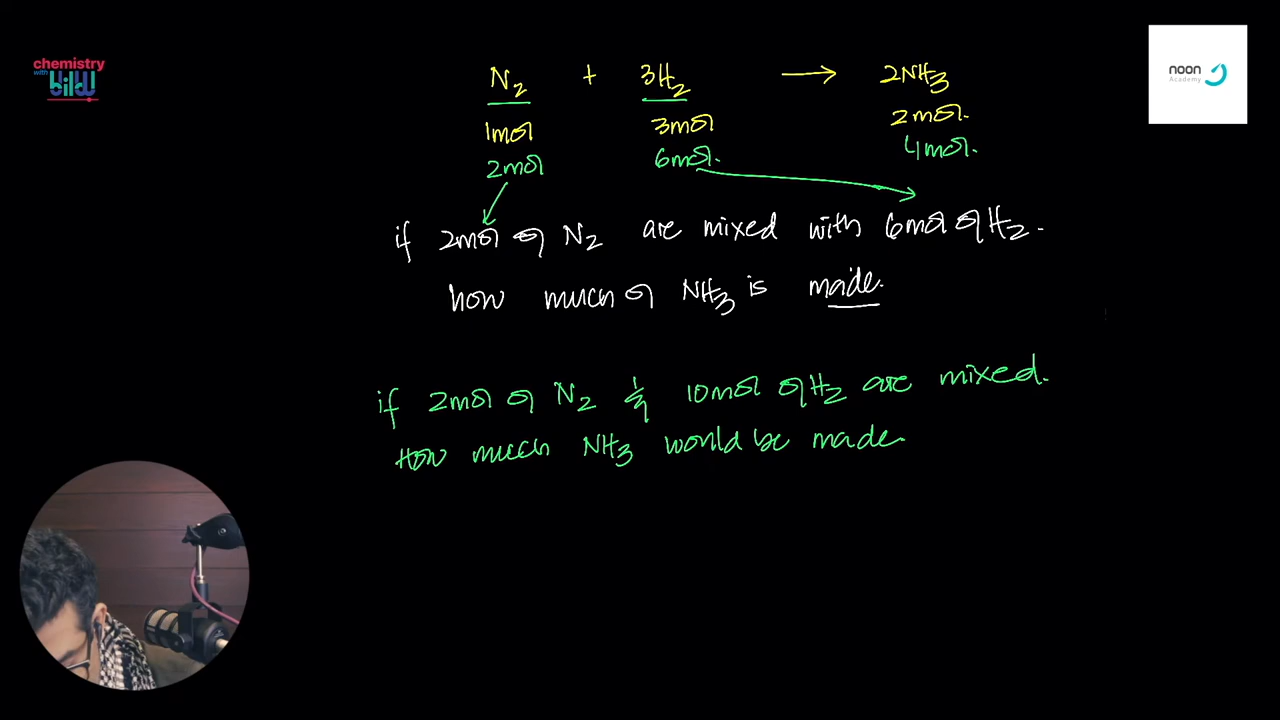 chemistry
with bildu
noon
Academy
N₂ + 3H₂ → 2NH₃
1mol 3mol 2mol.
2mol 6mol. 4mol.
if 2mol of N₂ are mixed with 6mol of H₂.
how much of NH₃ is made.
if 2mol of N₂ & 10mol of H₂ are mixed.
How much NH₃ would be made.